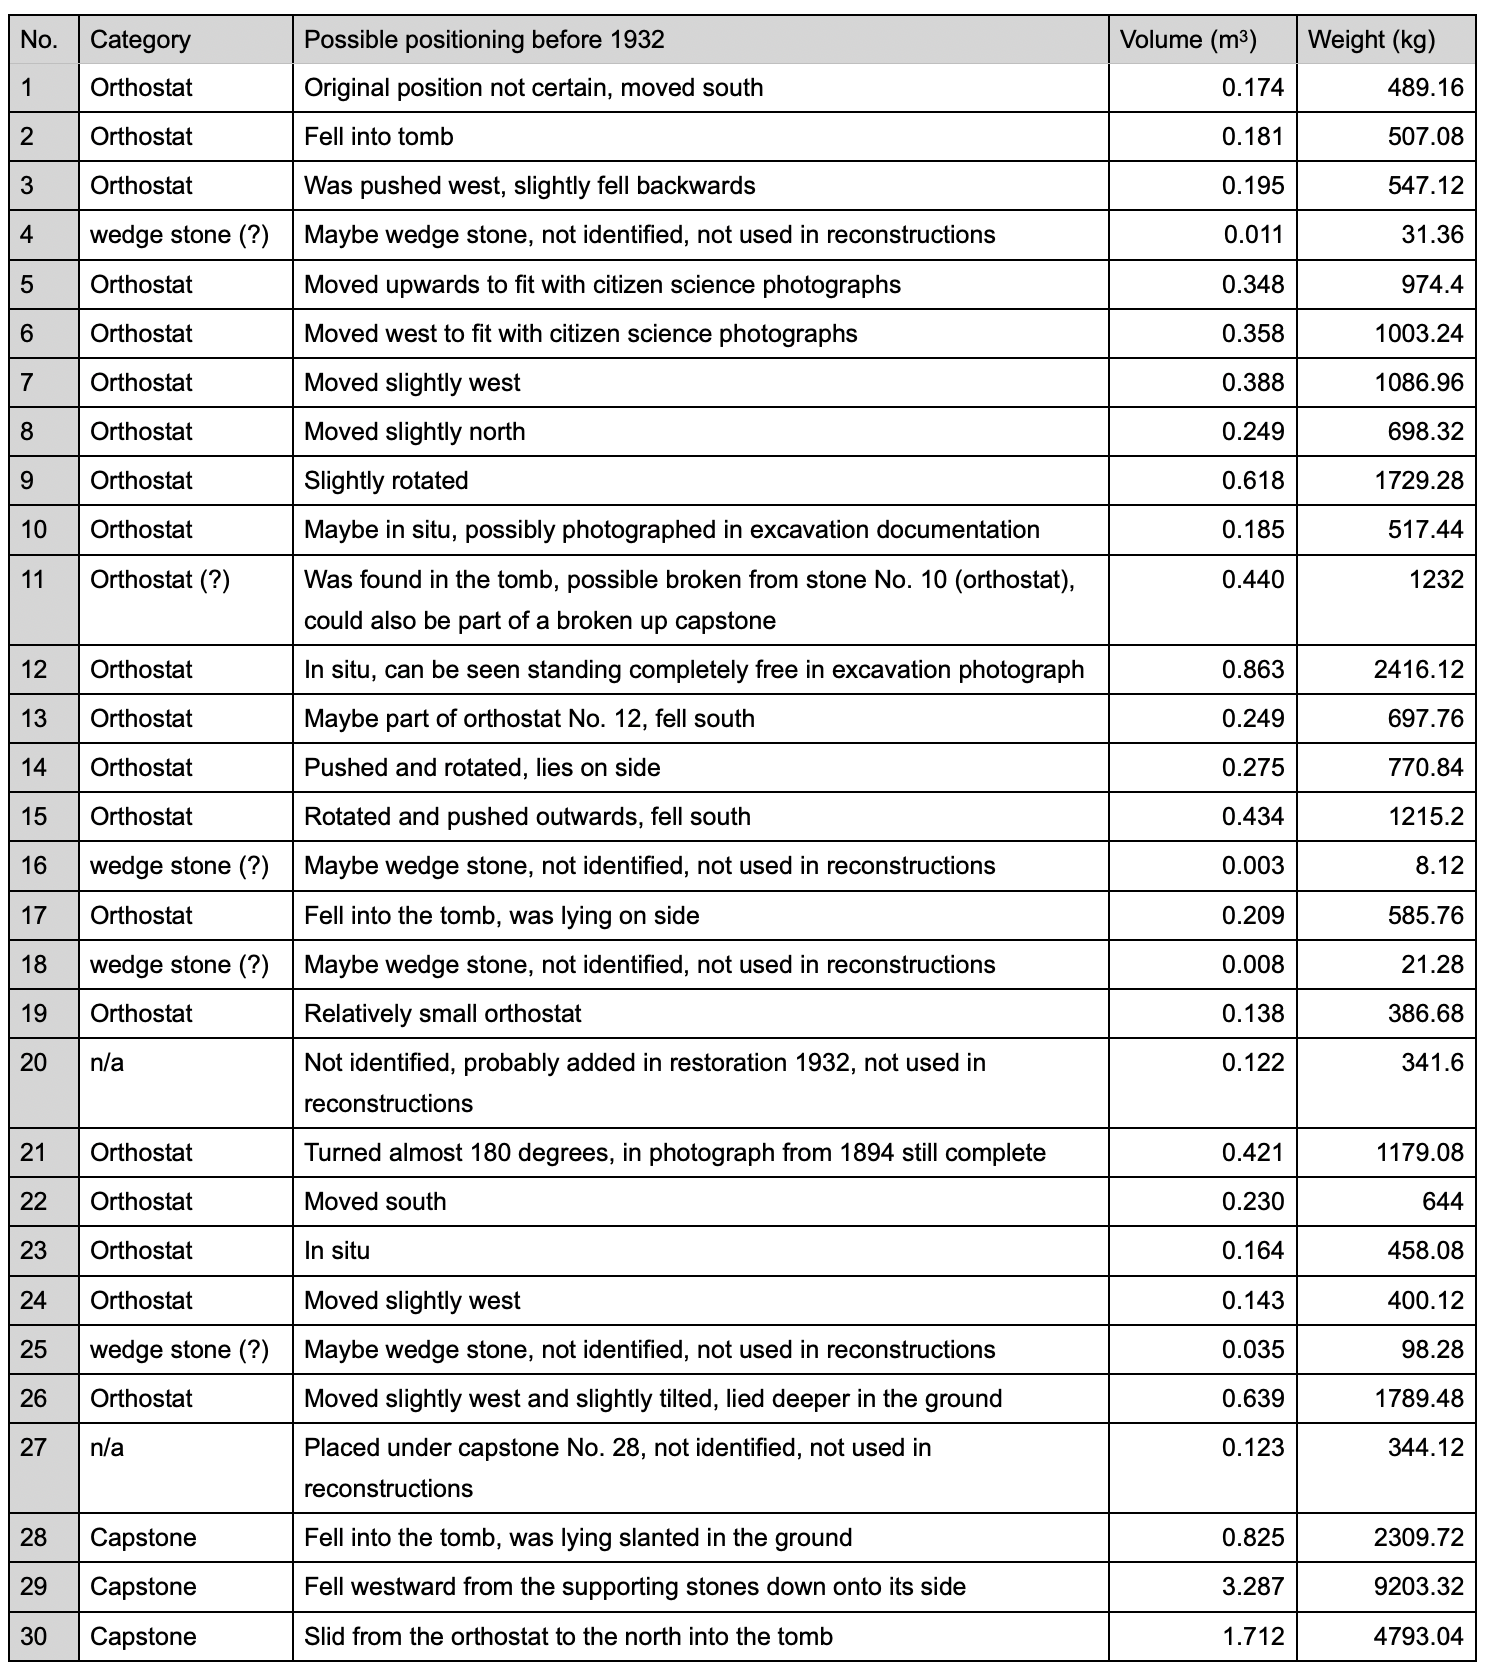 No. Category Possible positioning before 1932 Volume (m³) Weight (kg)
1 Orthostat Original position not certain, moved south 0.174 489.16
2 Orthostat Fell into tomb 0.181 507.08
3 Orthostat Was pushed west, slightly fell backwards 0.195 547.12
4 wedge stone (?) Maybe wedge stone, not identified, not used in reconstructions 0.011 31.36
5 Orthostat Moved upwards to fit with citizen science photographs 0.348 974.4
6 Orthostat Moved west to fit with citizen science photographs 0.358 1003.24
7 Orthostat Moved slightly west 0.388 1086.96
8 Orthostat Moved slightly north 0.249 698.32
9 Orthostat Slightly rotated 0.618 1729.28
10 Orthostat Maybe in situ, possibly photographed in excavation documentation 0.185 517.44
11 Orthostat (?) Was found in the tomb, possible broken from stone No. 10 (orthostat), 0.440 1232
could also be part of a broken up capstone
12 Orthostat In situ, can be seen standing completely free in excavation photograph 0.863 2416.12
13 Orthostat Maybe part of orthostat No. 12, fell south 0.249 697.76
14 Orthostat Pushed and rotated, lies on side 0.275 770.84
15 Orthostat Rotated and pushed outwards, fell south 0.434 1215.2
16 wedge stone (?) Maybe wedge stone, not identified, not used in reconstructions 0.003 8.12
17 Orthostat Fell into the tomb, was lying on side 0.209 585.76
18 wedge stone (?) Maybe wedge stone, not identified, not used in reconstructions 0.008 21.28
19 Orthostat Relatively small orthostat 0.138 386.68
20 n/a Not identified, probably added in restoration 1932, not used in 0.122 341.6
reconstructions
21 Orthostat Turned almost 180 degrees, in photograph from 1894 still complete 0.421 1179.08
22 Orthostat Moved south 0.230 644
23 Orthostat In situ 0.164 458.08
24 Orthostat Moved slightly west 0.143 400.12
25 wedge stone (?) Maybe wedge stone, not identified, not used in reconstructions 0.035 98.28
26 Orthostat Moved slightly west and slightly tilted, lied deeper in the ground 0.639 1789.48
27 n/a Placed under capstone No. 28, not identified, not used in 0.123 344.12
reconstructions
28 Capstone Fell into the tomb, was lying slanted in the ground 0.825 2309.72
29 Capstone Fell westward from the supporting stones down onto its side 3.287 9203.32
30 Capstone Slid from the orthostat to the north into the tomb 1.712 4793.04